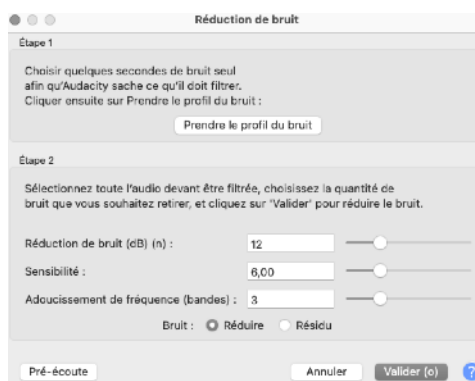 Réduction de bruit
Étape 1
Choisir quelques secondes de bruit seul
afin qu'Audacity sache ce qu'il doit filtrer.
Cliquer ensuite sur Prendre le profil du bruit :
Prendre le profil du bruit
Étape 2
Sélectionnez toute l'audio devant être filtrée, choisissez la quantité de
bruit que vous souhaitez retirer, et cliquez sur 'Valider' pour réduire le bruit.
Réduction de bruit (dB) (n) : 12
Sensibilité : 6,00
Adoucissement de fréquence (bandes) : 3
Bruit : Réduire Résidu
Pré-écoute Annuler Valider (o) ?